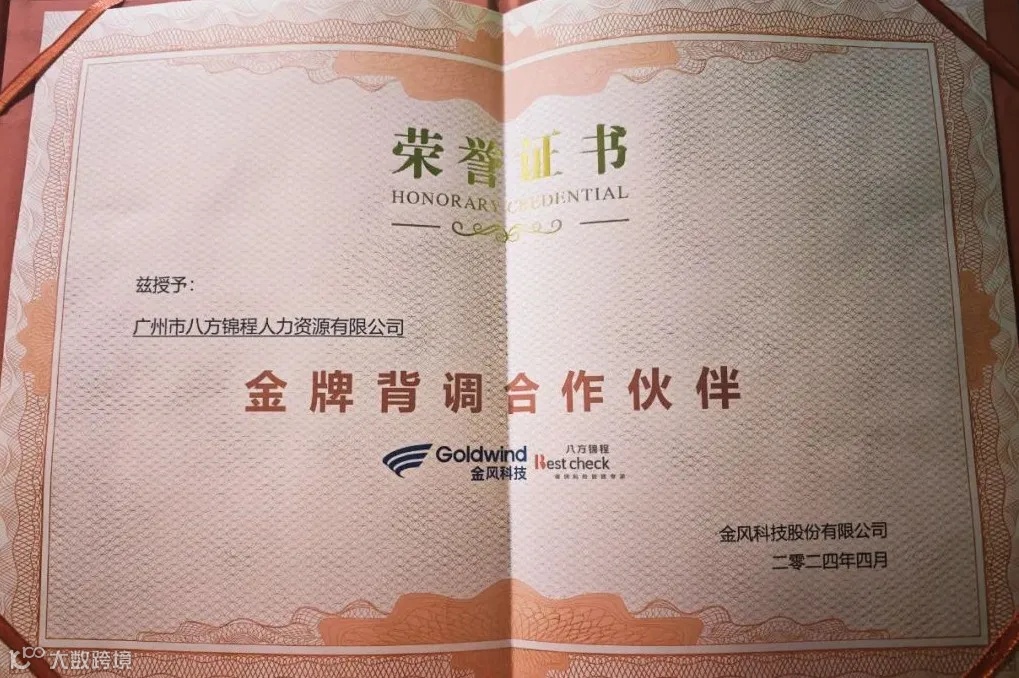 荣誉证书
HONORARY CREDENTIAL
兹授予：
广州市八方锦程人力资源有限公司
金牌背调合作伙伴
Goldwind
金风科技
八方锦程
Best check
金风科技股份有限公司
二零二四年四月
大数跨境